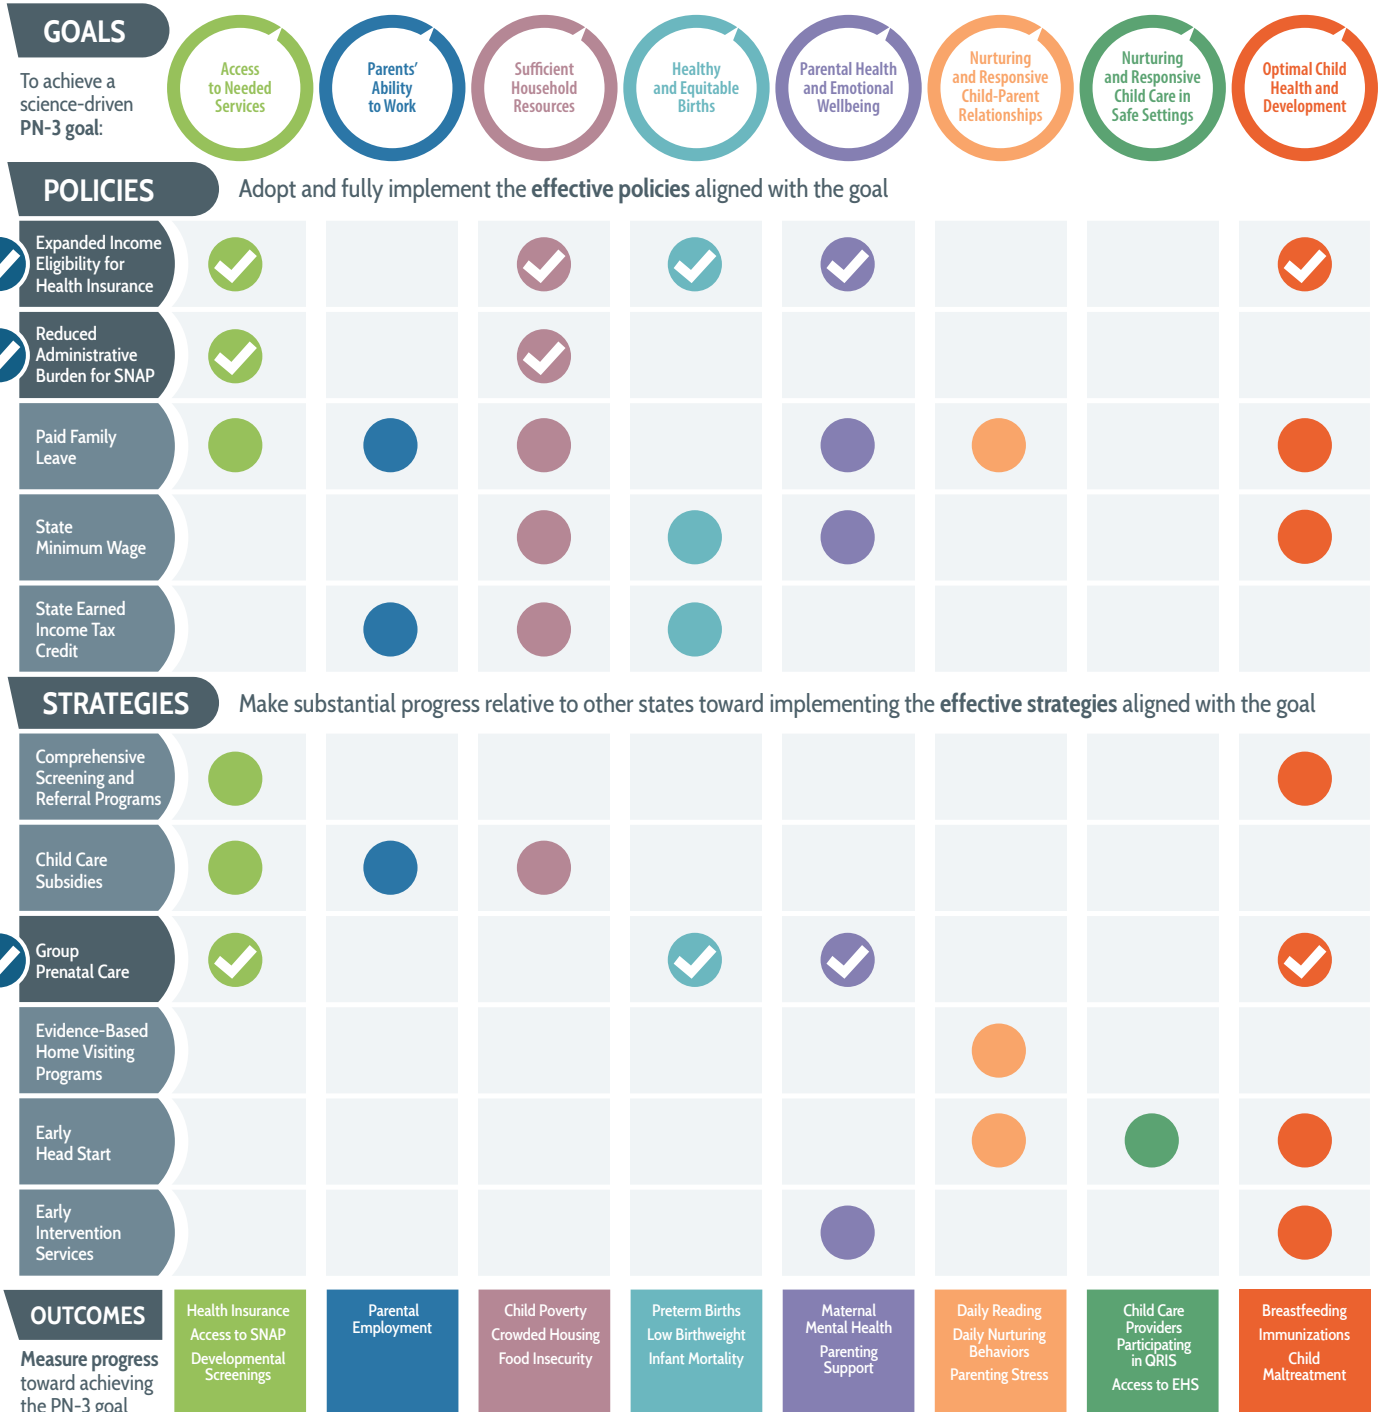 GOALS
To achieve a
science-driven
PN-3 goal:
Access
to Needed
Services
Parents'
Ability
to Work
Sufficient
Household
Resources
Healthy
and Equitable
Births
Parental Health
and Emotional
Wellbeing
Nurturing
and Responsive
Child-Parent
Relationships
Nurturing
and Responsive
Child Care in
Safe Settings
Optimal Child
Health and
Development
POLICIES
Adopt and fully implement the effective policies aligned with the goal
Expanded Income
Eligibility for
Health Insurance
Reduced
Administrative
Burden for SNAP
Paid Family
Leave
State
Minimum Wage
State Earned
Income Tax
Credit
STRATEGIES
Make substantial progress relative to other states toward implementing the effective strategies aligned with the goal
Comprehensive
Screening and
Referral Programs
Child Care
Subsidies
Group
Prenatal Care
Evidence-Based
Home Visiting
Programs
Early
Head Start
Early
Intervention
Services
OUTCOMES
Measure progress
toward achieving
the PN-3 goal
Health Insurance
Access to SNAP
Developmental
Screenings
Parental
Employment
Child Poverty
Crowded Housing
Food Insecurity
Preterm Births
Low Birthweight
Infant Mortality
Maternal
Mental Health
Parenting
Support
Daily Reading
Daily Nurturing
Behaviors
Parenting Stress
Child Care
Providers
Participating
in QRIS
Access to EHS
Breastfeeding
Immunizations
Child
Maltreatment